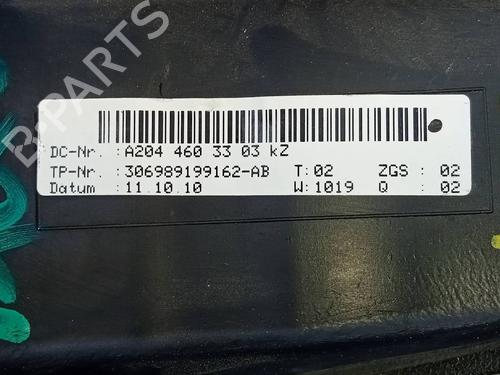 B-PARTS
DC-Nr. :A204 460 33 03 kZ
TP-Nr. :306989199162-AB T:02 ZGS : 02
Datum :11.10.10 W:1019 Q : 02